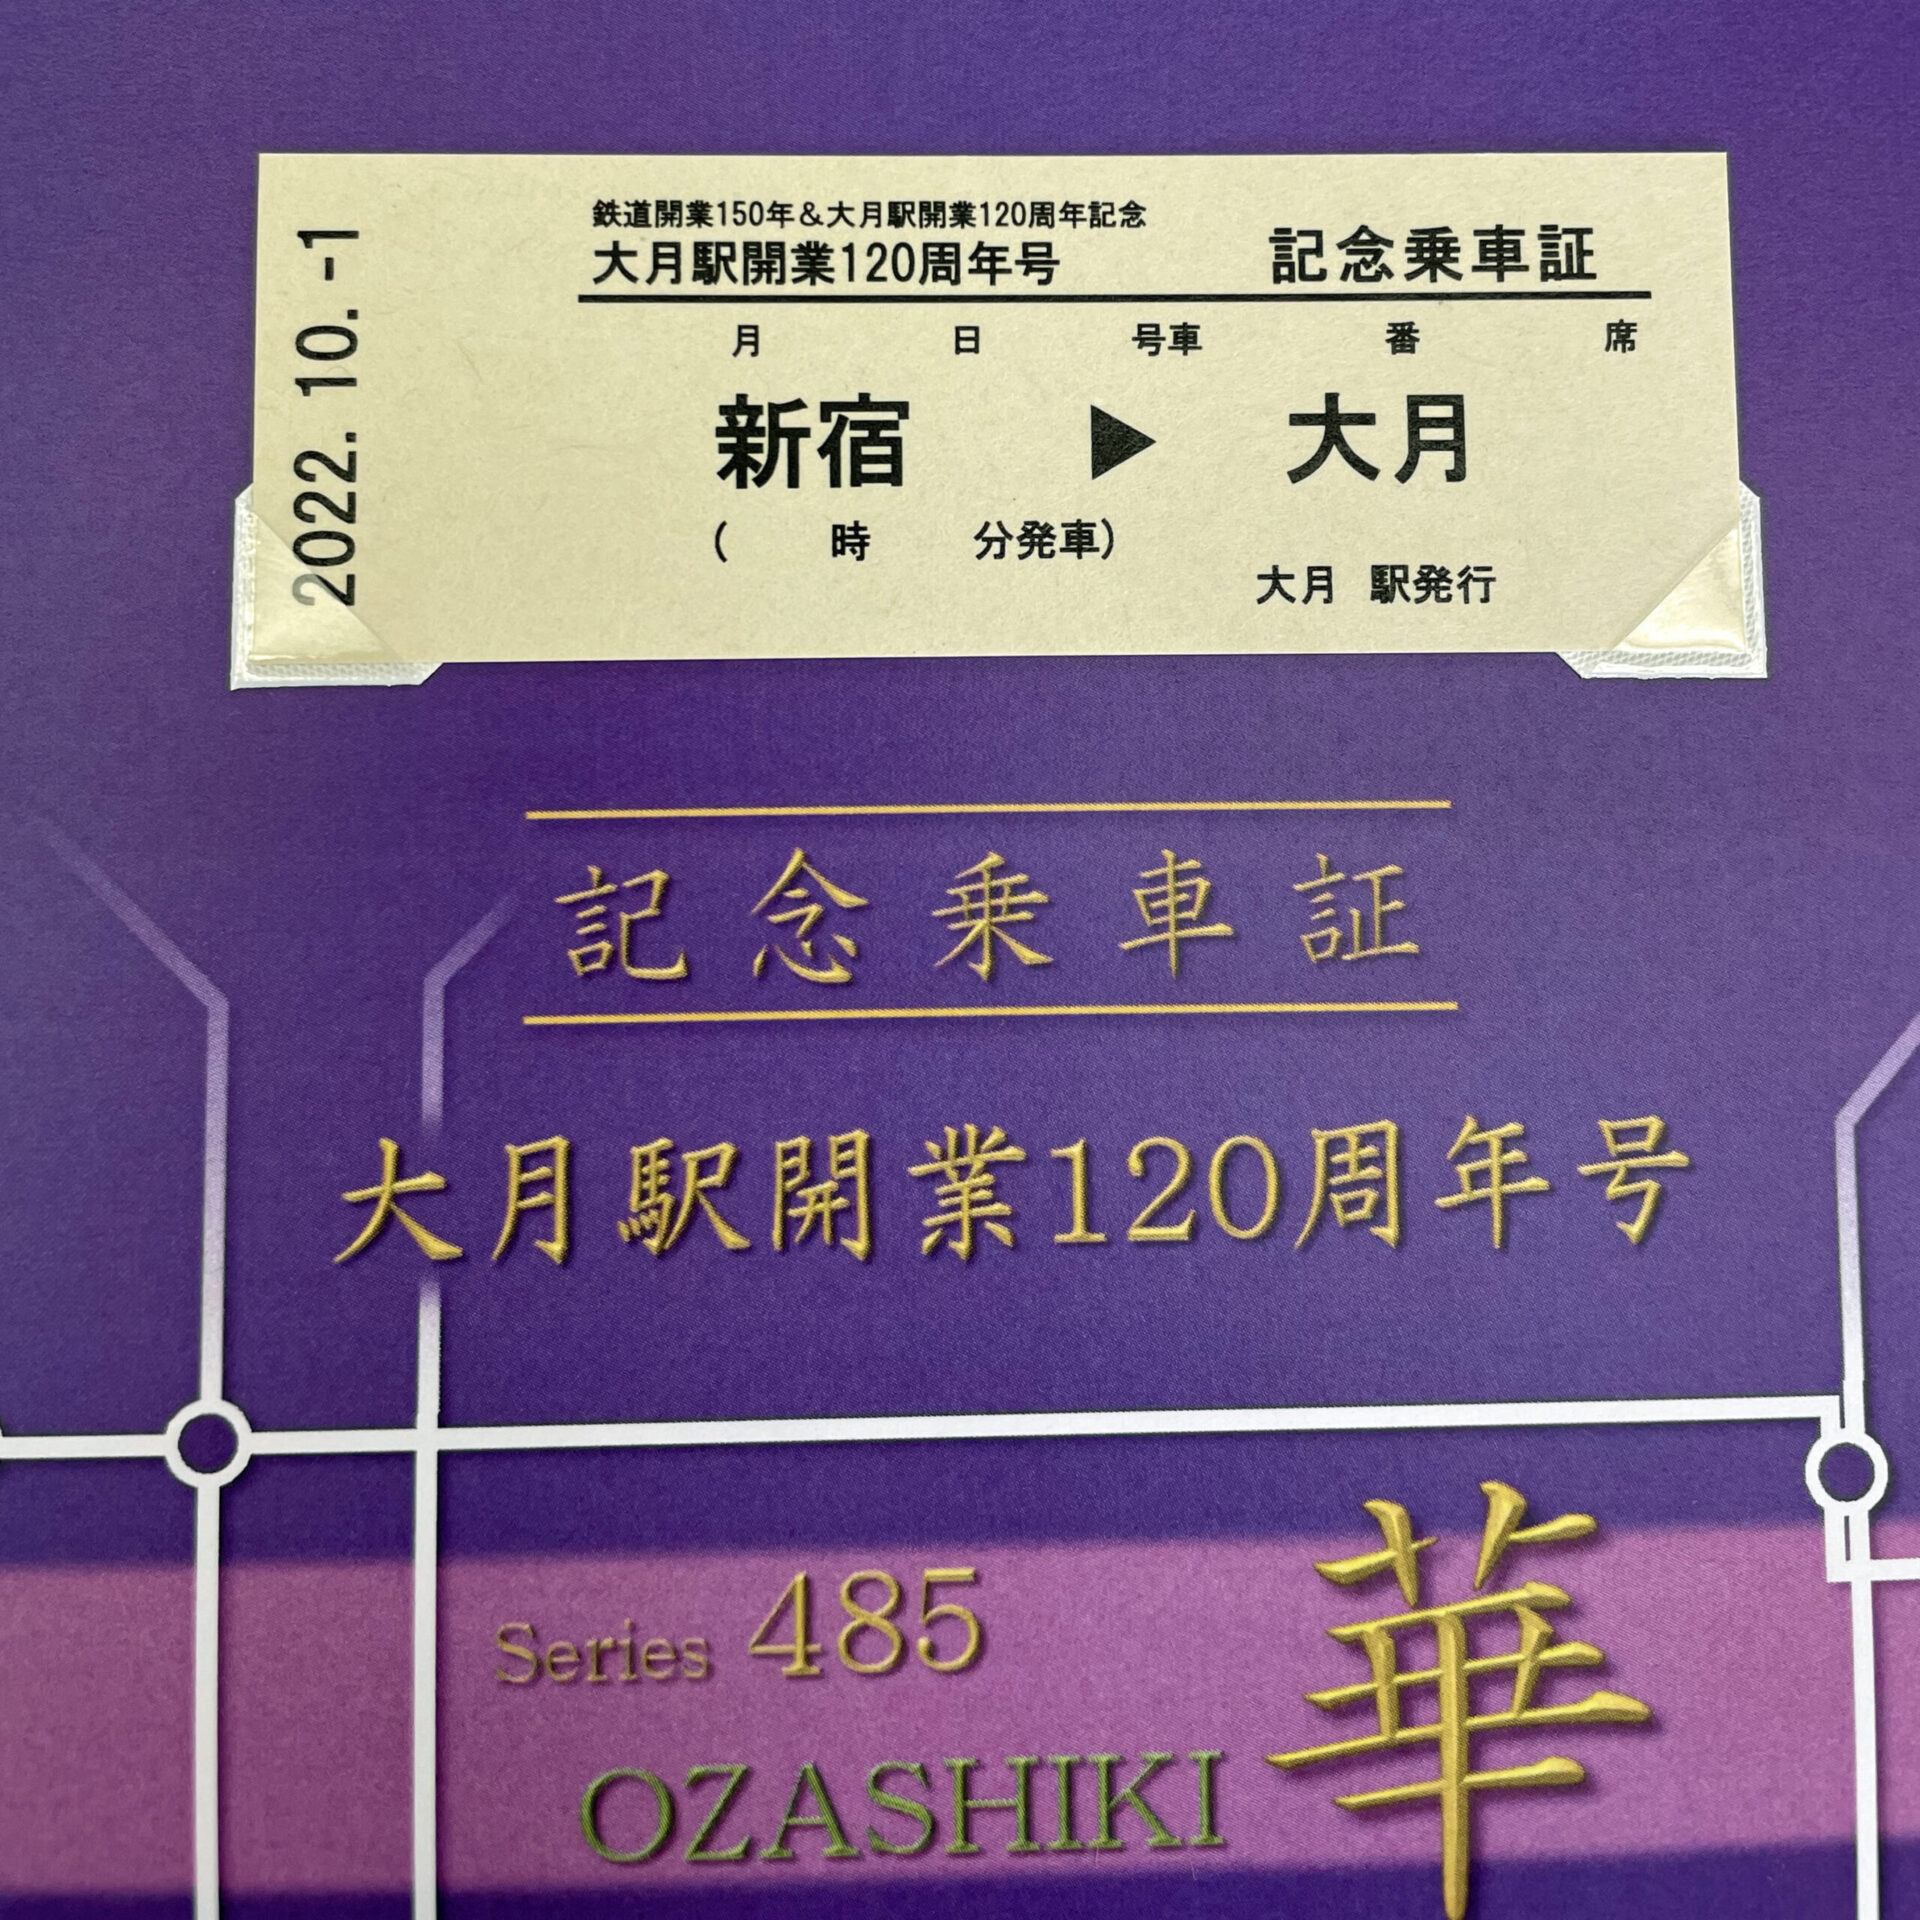 2022.10.-1
鉄道開業150年＆大月駅開業120周年記念
大月駅開業120周年号 記念乗車証
月 日 号車 番 席
新宿 ▶ 大月
( 時 分発車)
大月 駅発行
記念乗車証
大月駅開業120周年号
Series 485
OZASHIKI 華